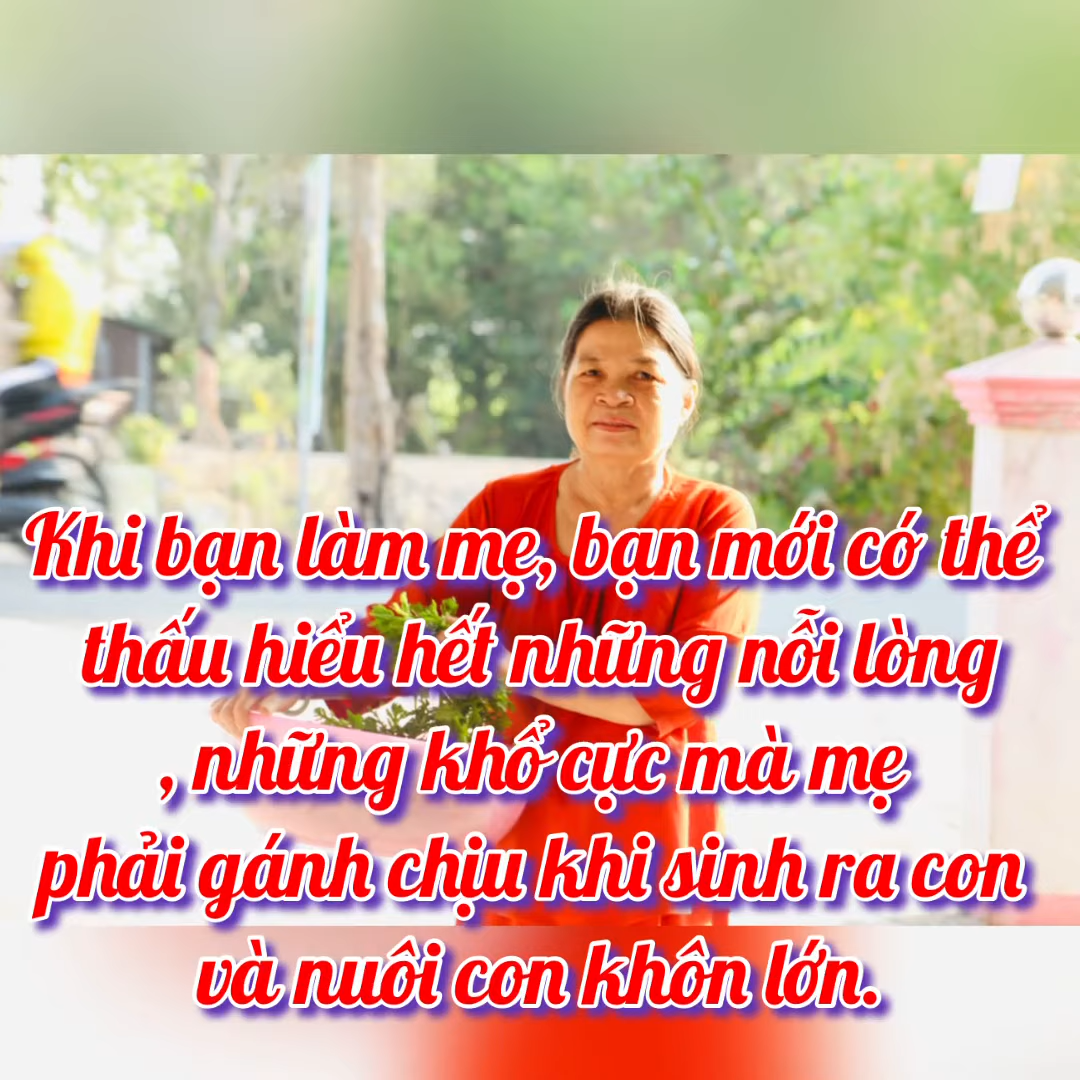 Khi bạn làm mẹ, bạn mới có thể
thấu hiểu hết những nỗi lòng
, những khổ cực mà mẹ
phải gánh chịu khi sinh ra con
và nuôi con khôn lớn.